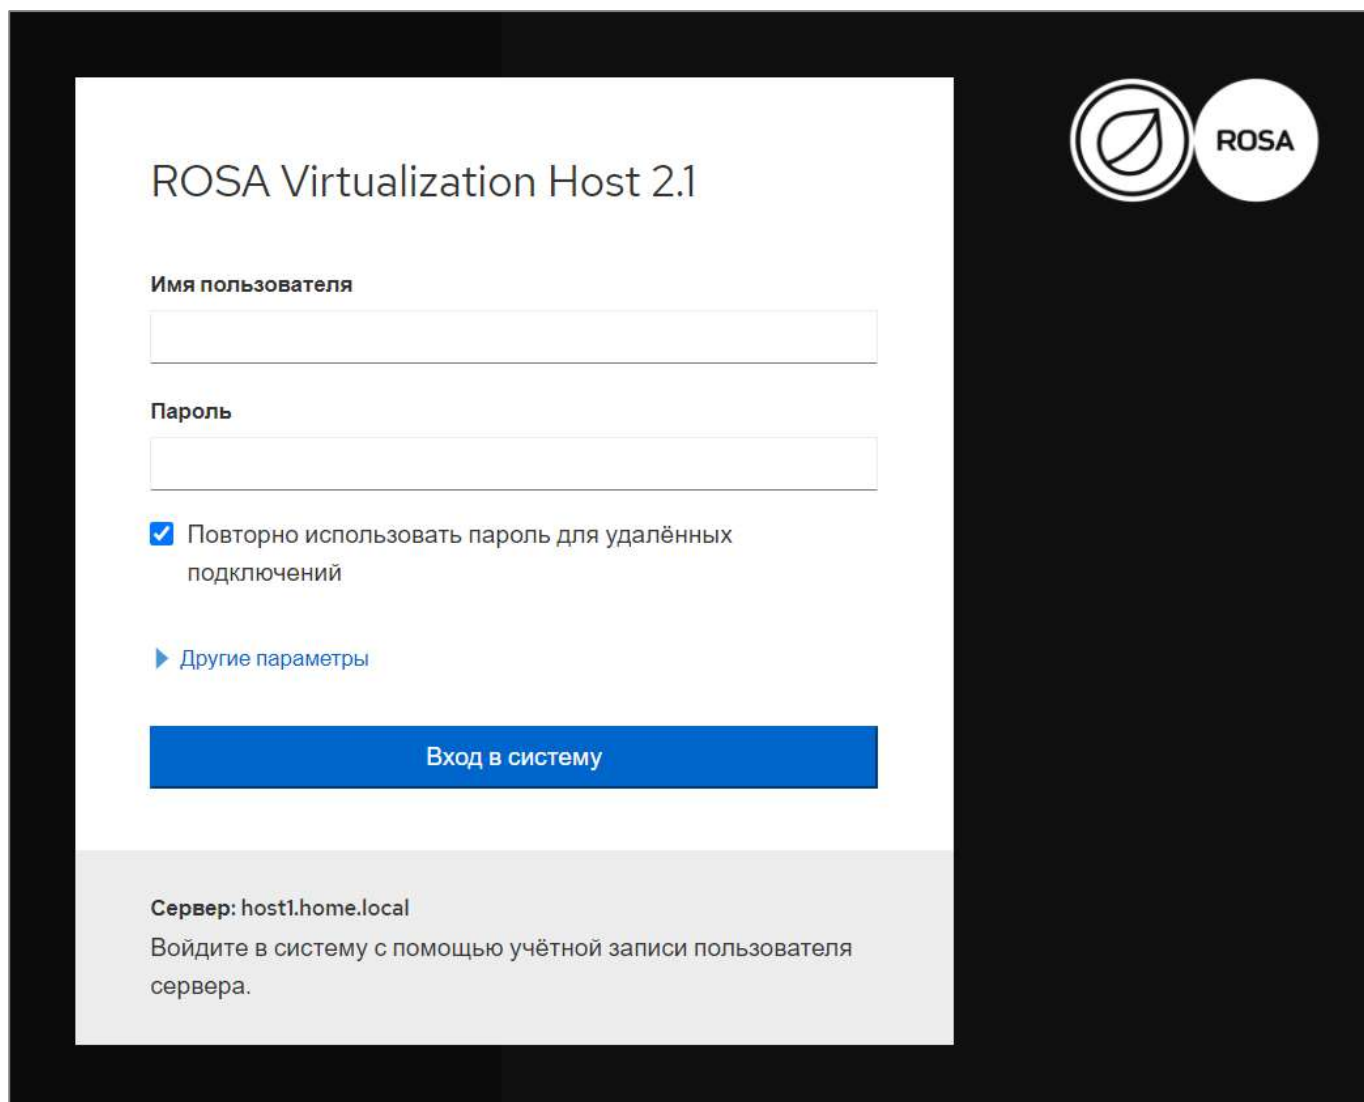 ROSA
ROSA Virtualization Host 2.1
Имя пользователя
Пароль
Повторно использовать пароль для удалённых
подключений
Другие параметры
Вход в систему
Сервер: host1.home.local
Войдите в систему с помощью учётной записи пользователя
сервера.